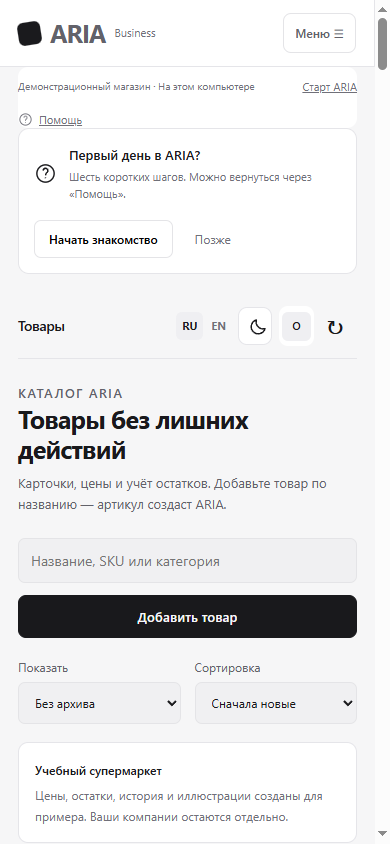 ARIA Business
Меню ☰
Демонстрационный магазин · На этом компьютере
Старт ARIA
Помощь
Первый день в ARIA?
Шесть коротких шагов. Можно вернуться через
«Помощь».
Начать знакомство
Позже
Товары
RU EN
O
↻
КАТАЛОГ ARIA
Товары без лишних
действий
Карточки, цены и учёт остатков. Добавьте товар по
названию — артикул создаст ARIA.
Название, SKU или категория
Добавить товар
Показать
Сортировка
Без архива
Сначала новые
Учебный супермаркет
Цены, остатки, история и иллюстрации созданы для
примера. Ваши компании остаются отдельно.